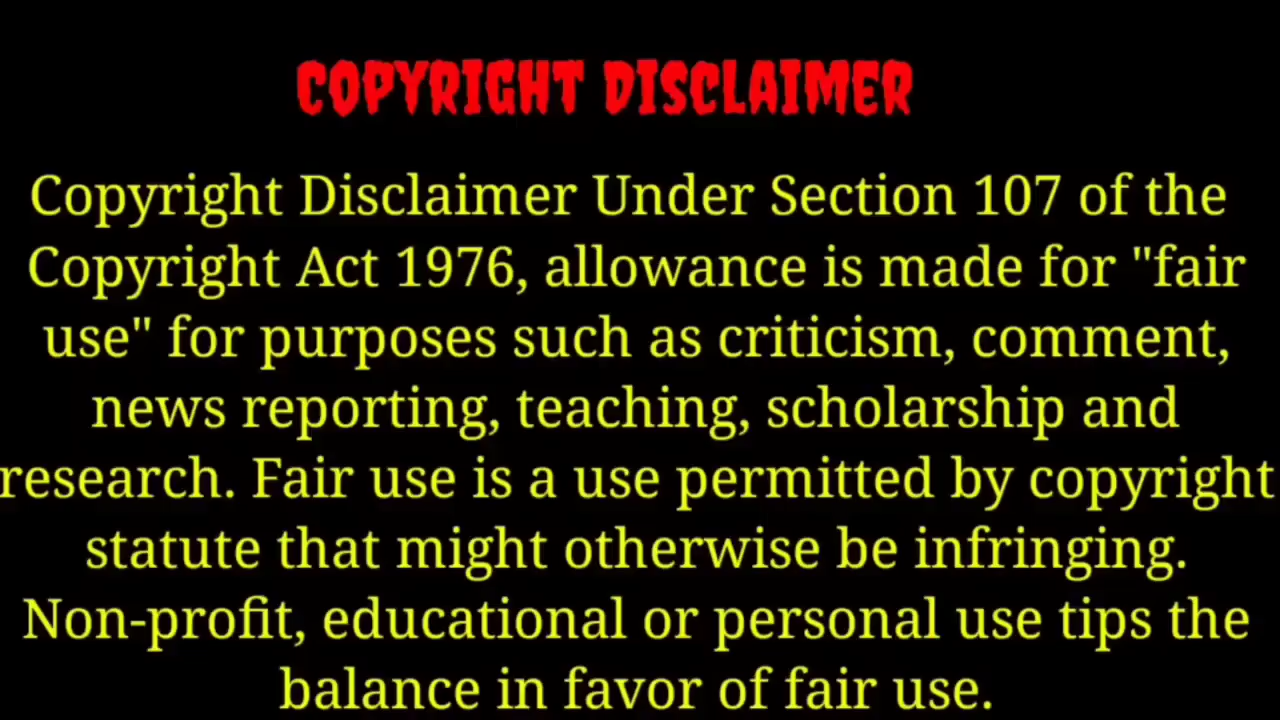 COPYRIGHT DISCLAIMER
Copyright Disclaimer Under Section 107 of the
Copyright Act 1976, allowance is made for "fair
use" for purposes such as criticism, comment,
news reporting, teaching, scholarship and
research. Fair use is a use permitted by copyright
statute that might otherwise be infringing.
Non-profit, educational or personal use tips the
balance in favor of fair use.